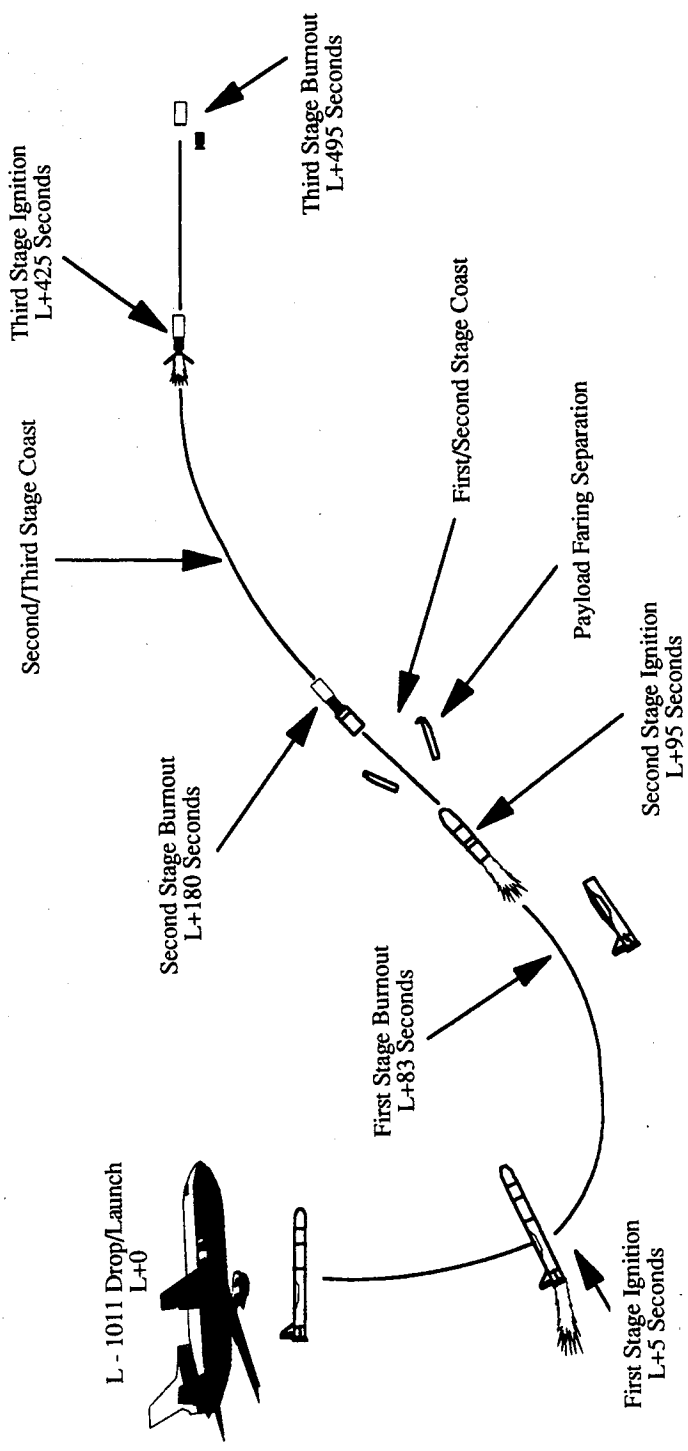 L - 1011 Drop/Launch
L+0
First Stage Ignition
L+5 Seconds
First Stage Burnout
L+83 Seconds
Second Stage Ignition
L+95 Seconds
Payload Faring Separation
First/Second Stage Coast
Second Stage Burnout
L+180 Seconds
Second/Third Stage Coast
Third Stage Ignition
L+425 Seconds
Third Stage Burnout
L+495 Seconds